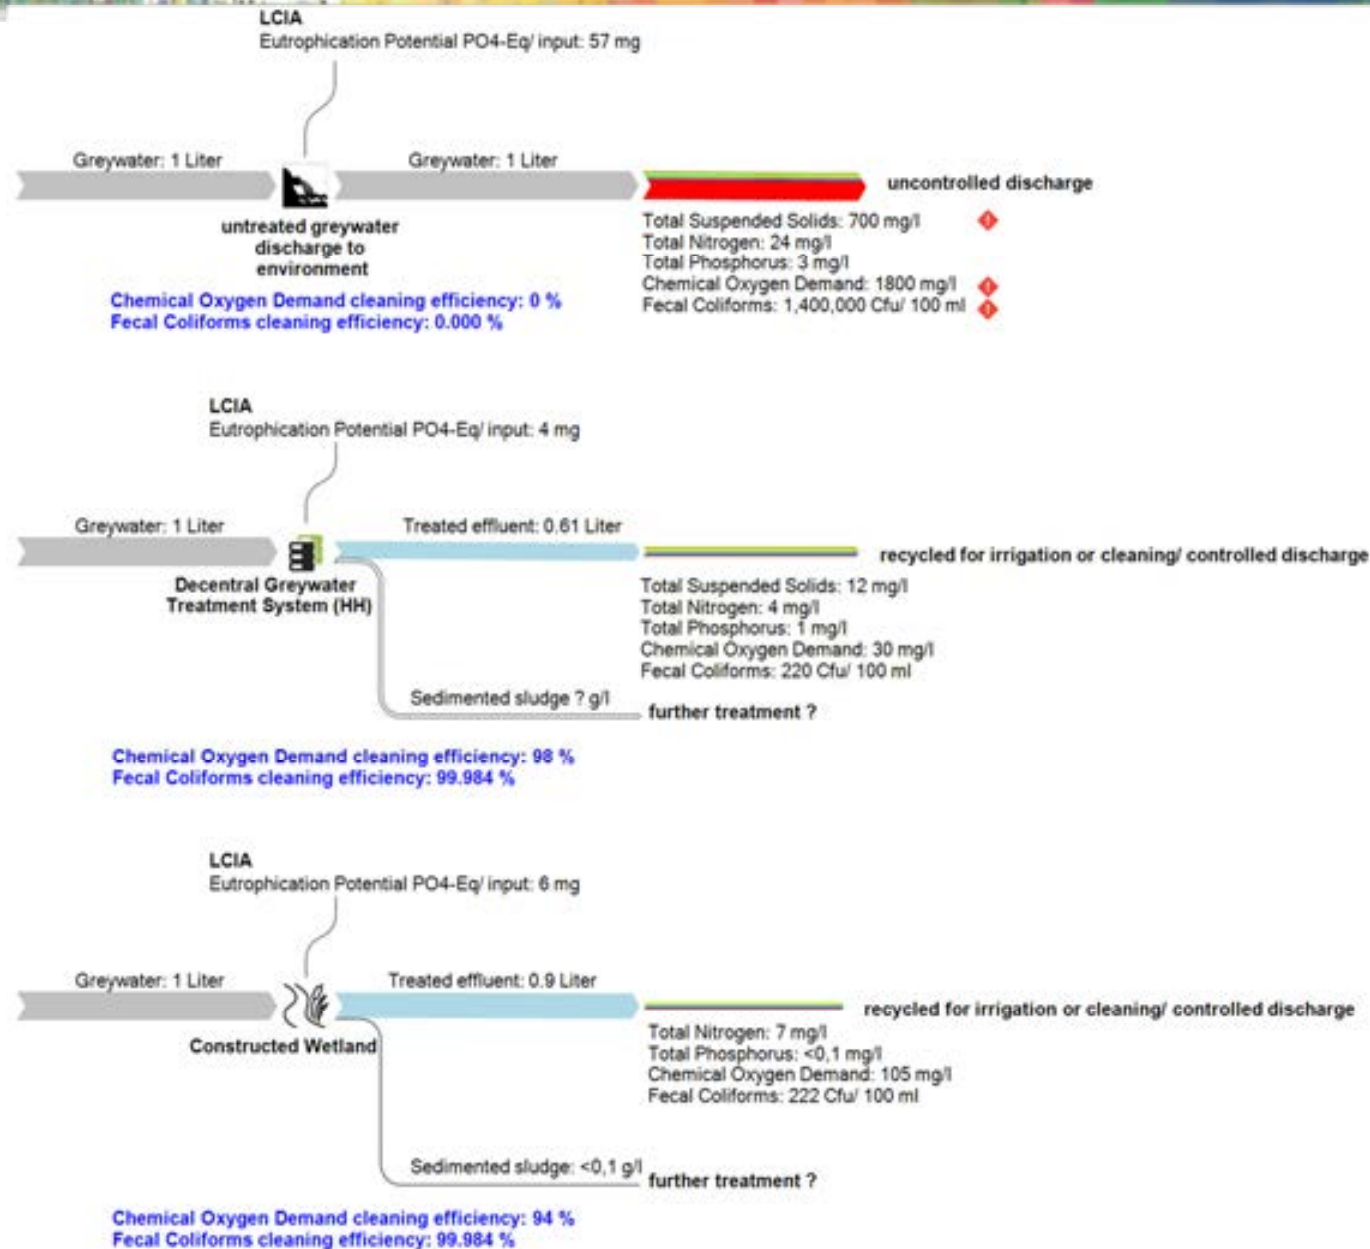 LCIA
Eutrophication Potential PO4-Eq/ input: 57 mg
Greywater: 1 Liter
Greywater: 1 Liter
uncontrolled discharge
untreated greywater
discharge to
environment
Total Suspended Solids: 700 mg/l
Total Nitrogen: 24 mg/l
Total Phosphorus: 3 mg/l
Chemical Oxygen Demand: 1800 mg/l
Fecal Coliforms: 1,400,000 Cfu/ 100 ml
Chemical Oxygen Demand cleaning efficiency: 0 %
Fecal Coliforms cleaning efficiency: 0.000 %
LCIA
Eutrophication Potential PO4-Eq/ input: 4 mg
Greywater: 1 Liter
Treated effluent: 0.61 Liter
recycled for irrigation or cleaning/ controlled discharge
Decentral Greywater
Treatment System (HH)
Total Suspended Solids: 12 mg/l
Total Nitrogen: 4 mg/l
Total Phosphorus: 1 mg/l
Chemical Oxygen Demand: 30 mg/l
Fecal Coliforms: 220 Cfu/ 100 ml
Sedimented sludge ? g/l
further treatment ?
Chemical Oxygen Demand cleaning efficiency: 98 %
Fecal Coliforms cleaning efficiency: 99.984 %
LCIA
Eutrophication Potential PO4-Eq/ input: 6 mg
Greywater: 1 Liter
Treated effluent: 0.9 Liter
recycled for irrigation or cleaning/ controlled discharge
Constructed Wetland
Total Nitrogen: 7 mg/l
Total Phosphorus: <0,1 mg/l
Chemical Oxygen Demand: 105 mg/l
Fecal Coliforms: 222 Cfu/ 100 ml
Sedimented sludge: <0,1 g/l
further treatment ?
Chemical Oxygen Demand cleaning efficiency: 94 %
Fecal Coliforms cleaning efficiency: 99.984 %